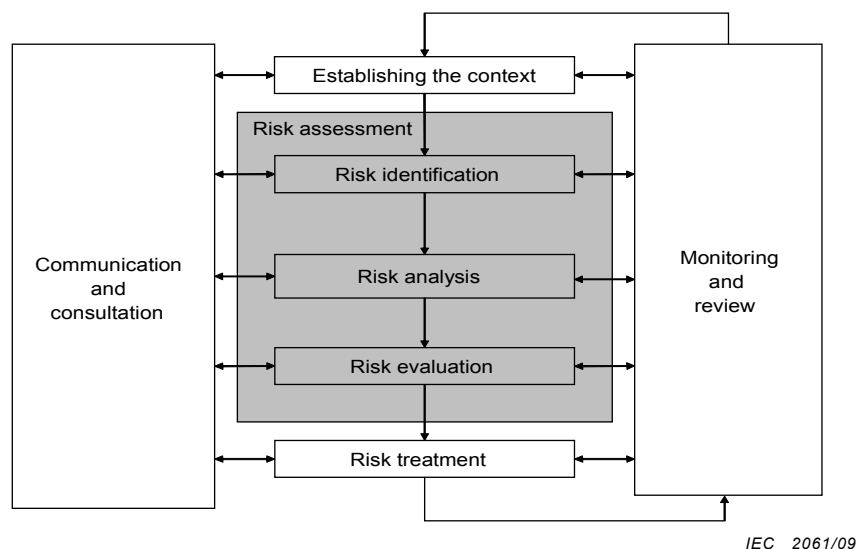 Establishing the context
Risk assessment
Risk identification
Communication
and
consultation
Risk analysis
Monitoring
and
review
Risk evaluation
Risk treatment
IEC 2061/09